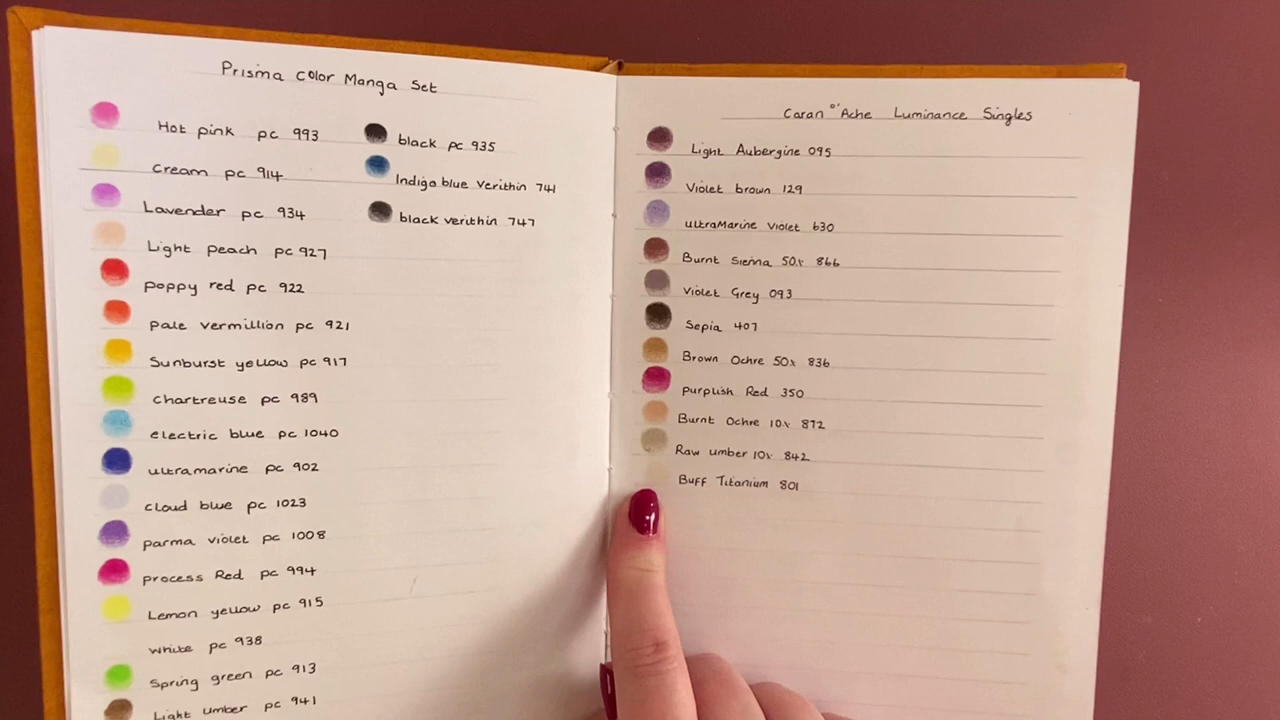 Prisma Color Manga Set
Hot pink pc 993
Cream pc 914
Lavender pc 934
Light peach pc 927
poppy red pc 922
pale vermillion pc 921
Sunburst yellow pc 917
chartreuse pc 989
electric blue pc 1040
ultramarine pc 902
cloud blue pc 1023
parma violet pc 1008
process Red pc 994
Lemon yellow pc 915
white pc 938
Spring green pc 913
Light umber pc 941
black pc 935
Indigo blue verithin 741
black verithin 747
Caran d'Ache Luminance Singles
Light Aubergine 095
Violet brown 129
ultraMarine Violet 630
Burnt Sienna 50% 866
Violet Grey 093
Sepia 407
Brown Ochre 50% 836
purplish Red 350
Burnt Ochre 10% 872
Raw umber 10% 842
Buff Titanium 801